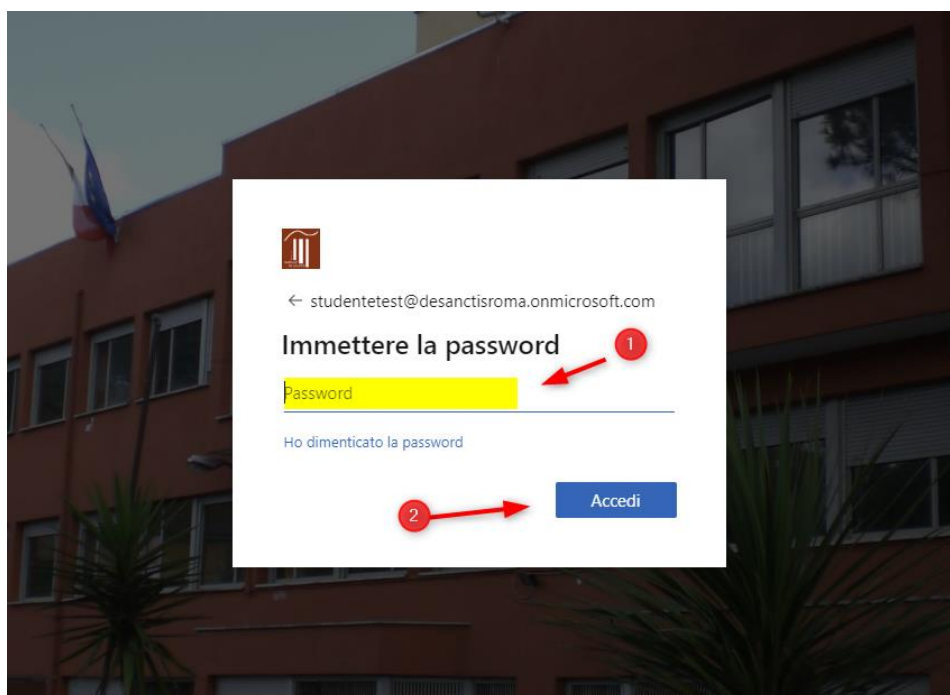 ← studentetest@desanctisroma.onmicrosoft.com
Immettere la password
1
Password
Ho dimenticato la password
2
Accedi